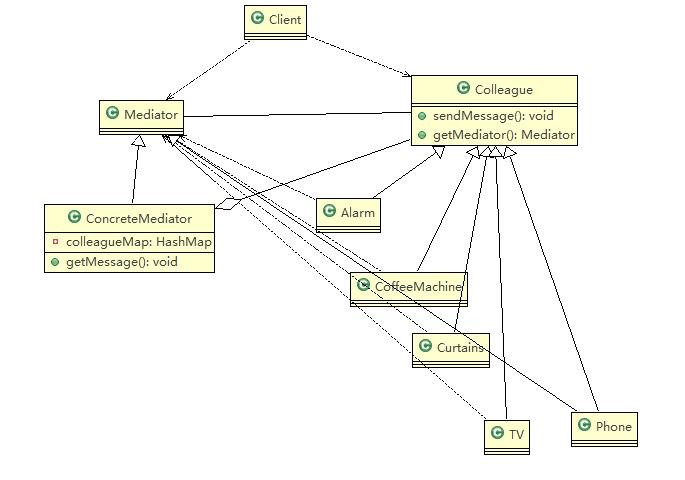 C Client
C Colleague
sendMessage(): void
getMediator(): Mediator
C Mediator
C ConcreteMediator
colleagueMap: HashMap
getMessage(): void
C Alarm
C CoffeeMachine
C Curtains
C TV
C Phone